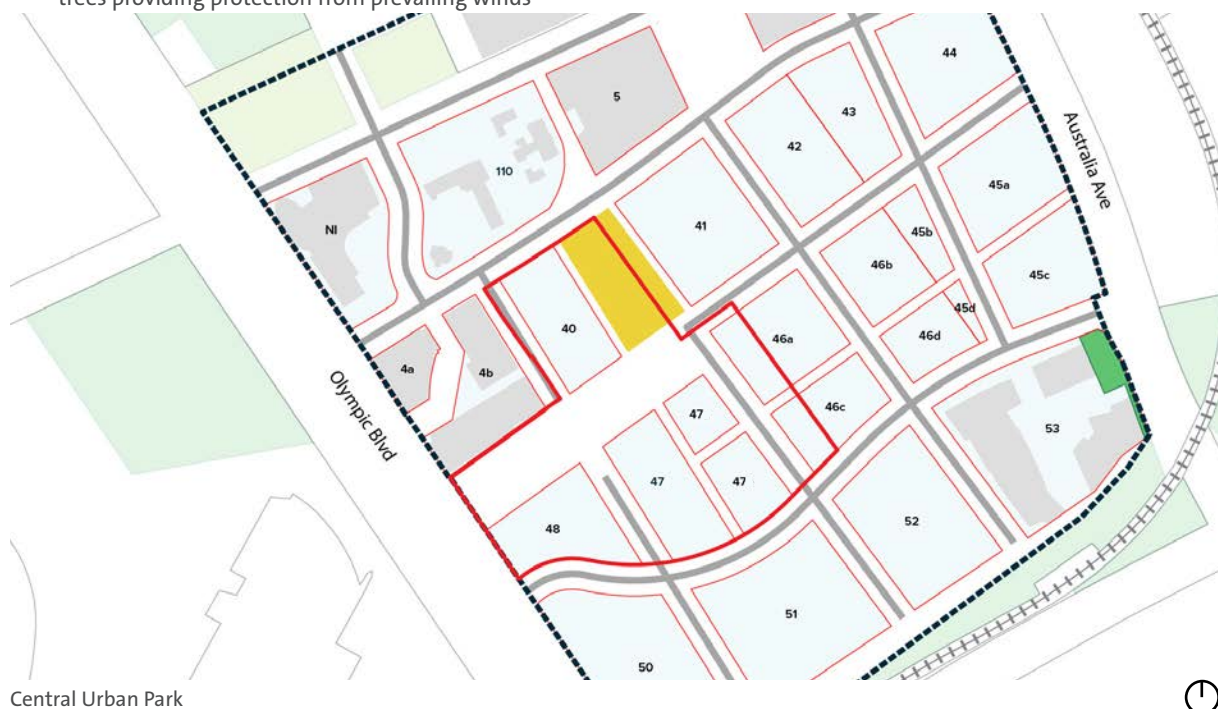 trees providing protection from prevailing winds
44
5
43
42
Australia Ave
110
45a
NI
41
45b
46b
45c
45d
40
46d
46a
4a
4b
46c
47
Olympic Blvd
53
47
47
52
48
51
50
Central Urban Park